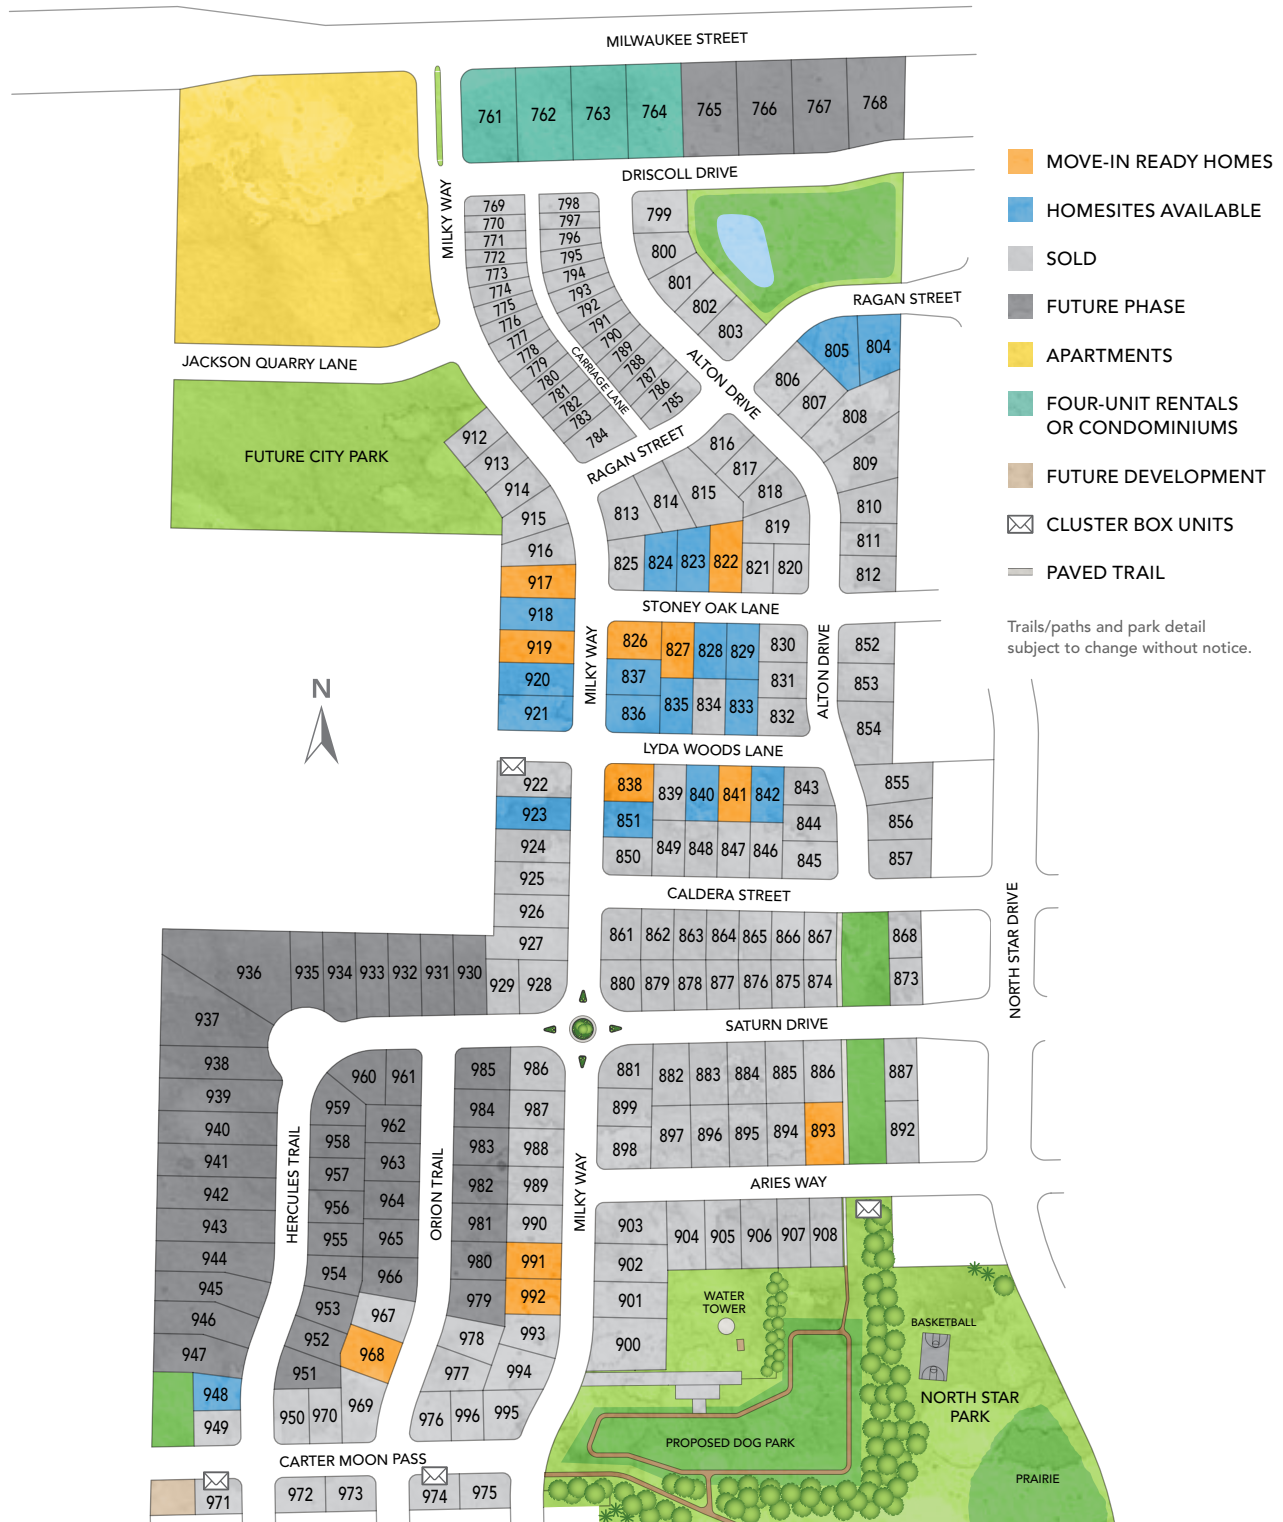 MILWAUKEE STREET
761 762 763 764 765 766 767 768
DRISCOLL DRIVE
MILKY WAY
769
770
771
772
773
774
775
776
777
778
779
780
781
782
783
784
798
797
796
795
794
793
792
791
790
789
788
787
786
785
CARRIAGE LANE
799
800
801
802
803
ALTON DRIVE
RAGAN STREET
805 804
806
807
808
809
810
811
812
JACKSON QUARRY LANE
FUTURE CITY PARK
RAGAN STREET
912
913
914
915
916
917
918
919
920
921
816
817
818
819
813 814 815
825 824 823 822 821 820
STONEY OAK LANE
MILKY WAY
ALTON DRIVE
826 827 828 829 830
831
837
836 835 834 833 832
852
853
854
LYDA WOODS LANE
922
923
924
925
926
927
929 928
838 839 840 841 842 843
851
844
850 849 848 847 846 845
855
856
857
CALDERA STREET
861 862 863 864 865 866 867 868
880 879 878 877 876 875 874 873
NORTH STAR DRIVE
SATURN DRIVE
936 935 934 933 932 931 930
937
938
939
940
941
942
943
944
945
946
947
948
949
HERCULES TRAIL
960 961
959
958
957
956
955
954
953
952
951
950 970
962
963
964
965
966
967
968
969
ORION TRAIL
985 986
984 987
983 988
982 989
981 990
980 991
979 992
978 993
977 994
976 996 995
MILKY WAY
881 882 883 884 885 886 887
899
898 897 896 895 894 893 892
ARIES WAY
903 904 905 906 907 908
902
901
900
WATER
TOWER
BASKETBALL
NORTH STAR
PARK
PROPOSED DOG PARK
PRAIRIE
CARTER MOON PASS
971 972 973 974 975
N
MOVE-IN READY HOMES
HOMESITES AVAILABLE
SOLD
FUTURE PHASE
APARTMENTS
FOUR-UNIT RENTALS
OR CONDOMINIUMS
FUTURE DEVELOPMENT
CLUSTER BOX UNITS
PAVED TRAIL
Trails/paths and park detail
subject to change without notice.